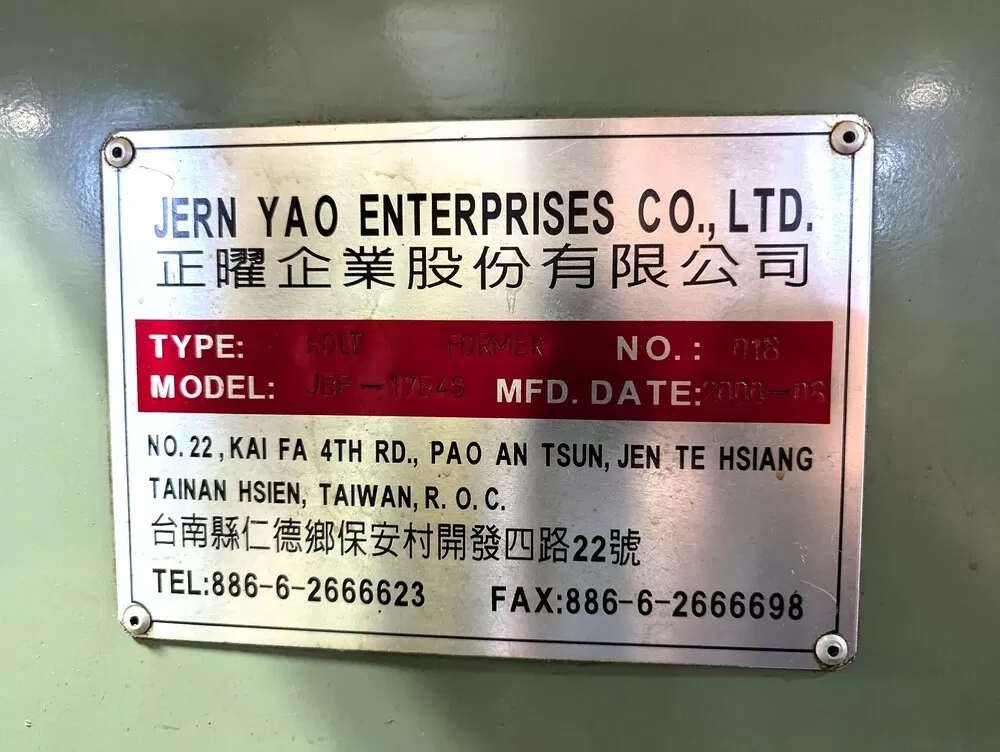 JERN YAO ENTERPRISES CO., LTD.
正曜企業股份有限公司
TYPE: BOLT FORMER NO.: 018
MODEL: MFD. DATE:
NO. 22, KAI FA 4TH RD., PAO AN TSUN, JEN TE HSIANG
TAINAN HSIEN, TAIWAN, R. O. C.
台南縣仁德鄉保安村開發四路22號
TEL:886-6-2666623 FAX:886-6-2666698